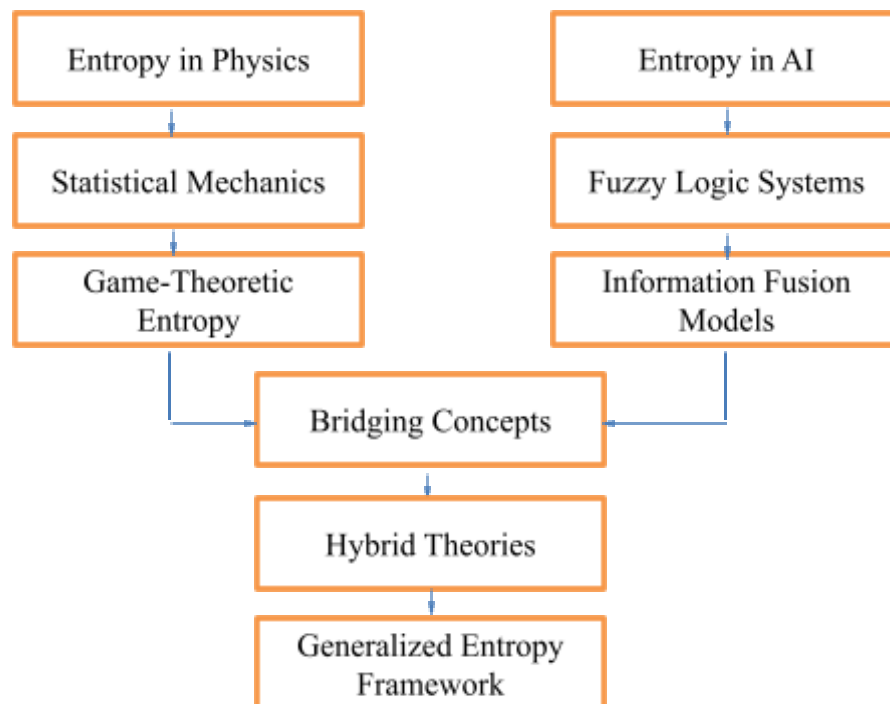 Entropy in Physics
Entropy in AI
Statistical Mechanics
Fuzzy Logic Systems
Game-Theoretic
Entropy
Information Fusion
Models
Bridging Concepts
Hybrid Theories
Generalized Entropy
Framework